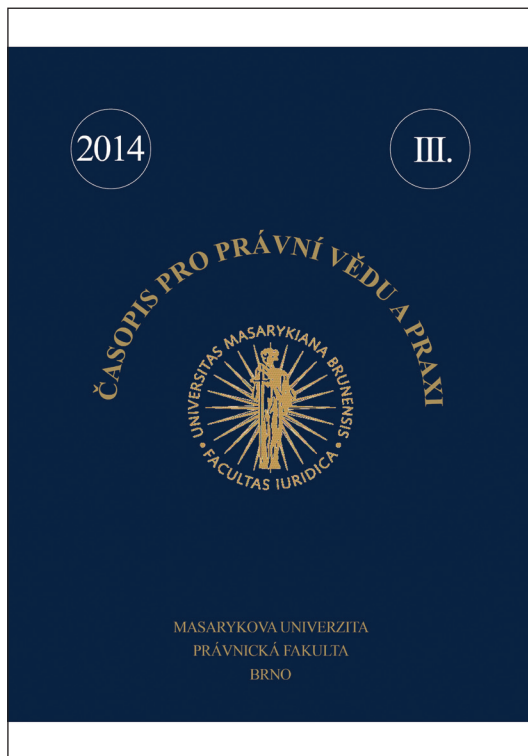 2014
III.
ČASOPIS PRO PRÁVNÍ VĚDU A PRAXI
UNIVERSITAS MASARYKIANA BRUNENSIS
• FACULTAS IURIDICA •
MASARYKOVA UNIVERZITA
PRÁVNICKÁ FAKULTA
BRNO